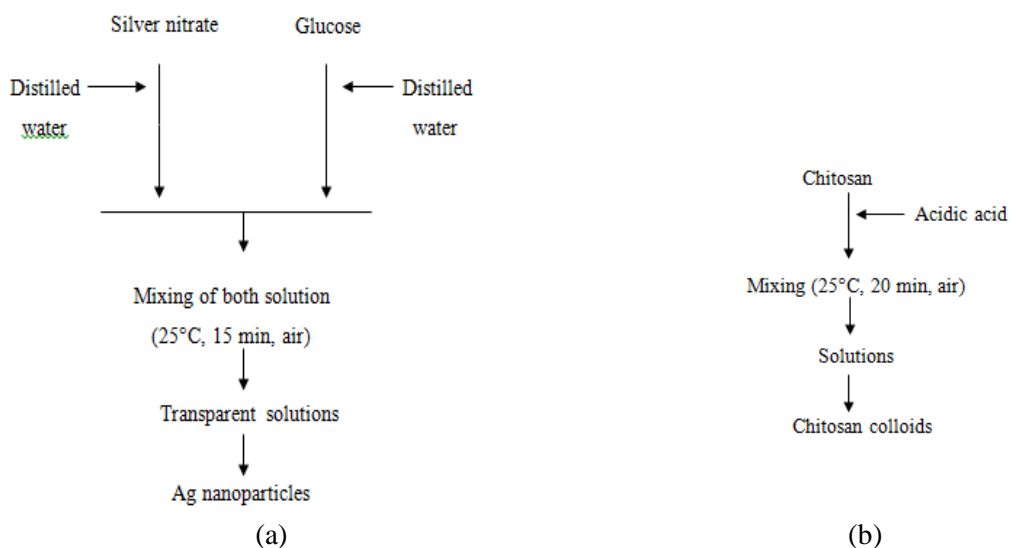 Silver nitrate
Glucose
Distilled
water
Distilled
water
Mixing of both solution
(25°C, 15 min, air)
Transparent solutions
Ag nanoparticles
(a)
Chitosan
Acidic acid
Mixing (25°C, 20 min, air)
Solutions
Chitosan colloids
(b)